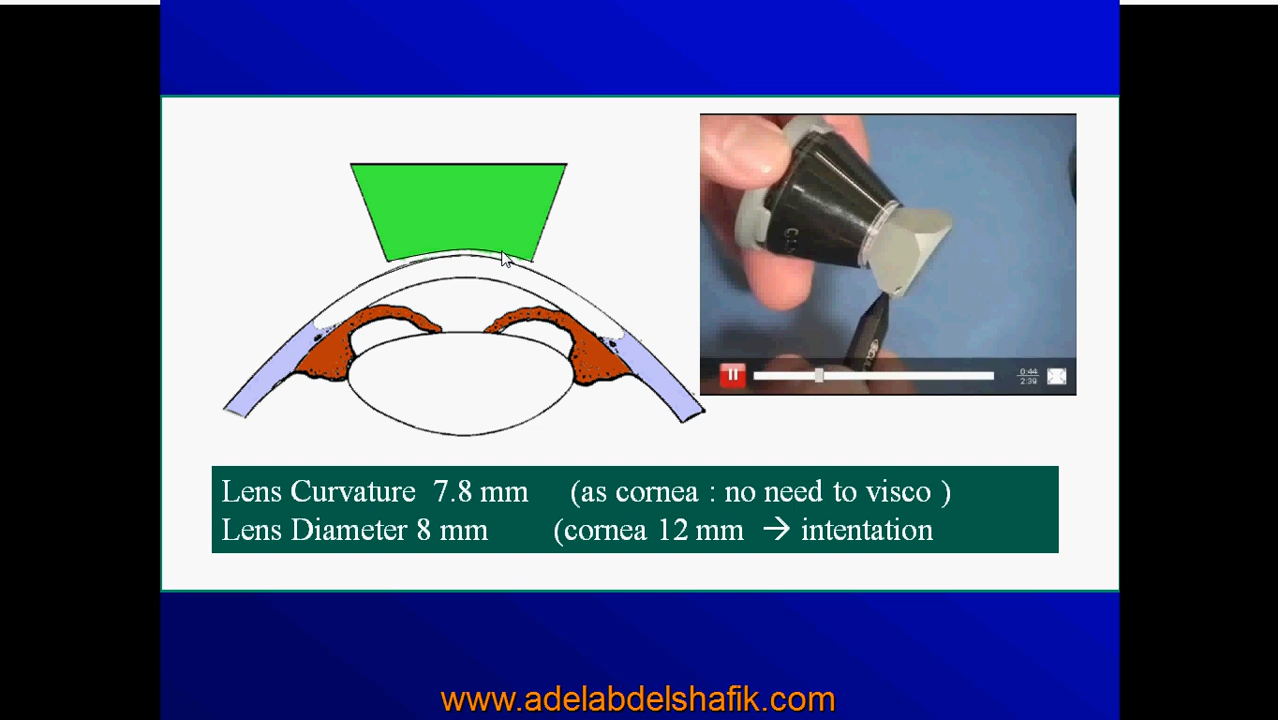 0:44
2:39
Lens Curvature 7.8 mm (as cornea : no need to visco )
Lens Diameter 8 mm (cornea 12 mm → intentation
www.adelabdelshafik.com